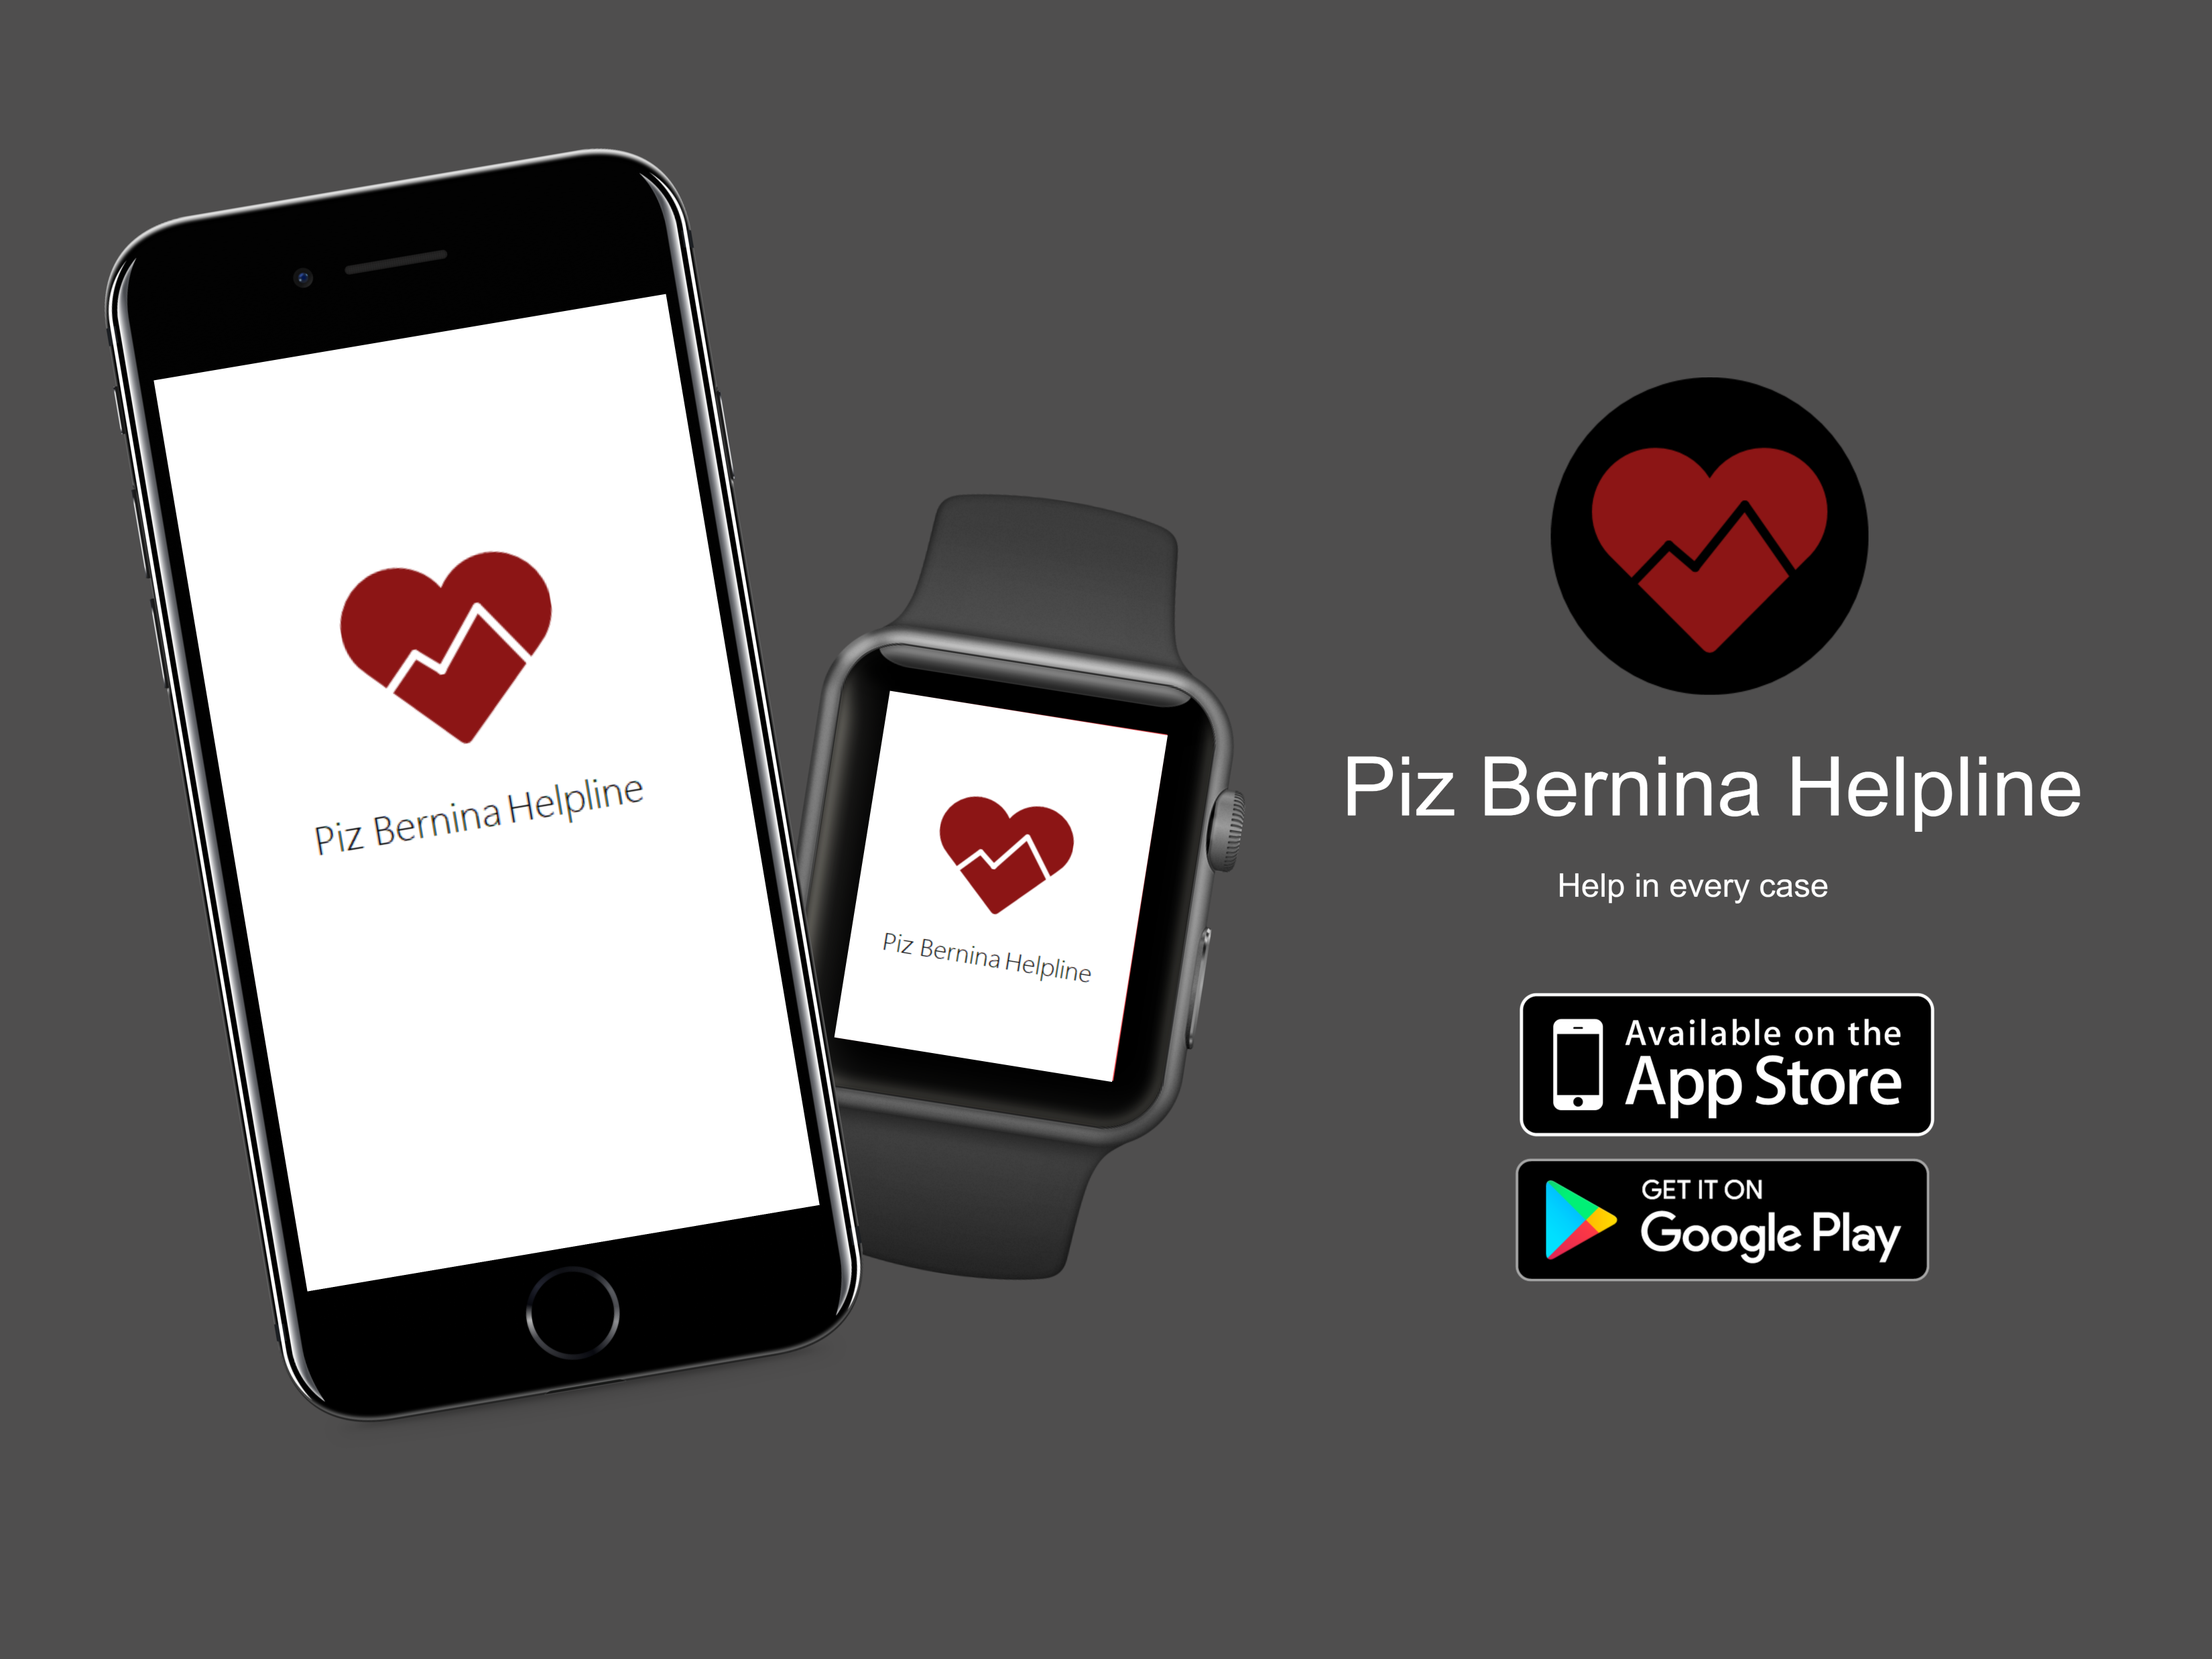 Piz Bernina Helpline
Piz Bernina Helpline
Piz Bernina Helpline
Help in every case
Available on the
App Store
GET IT ON
Google Play